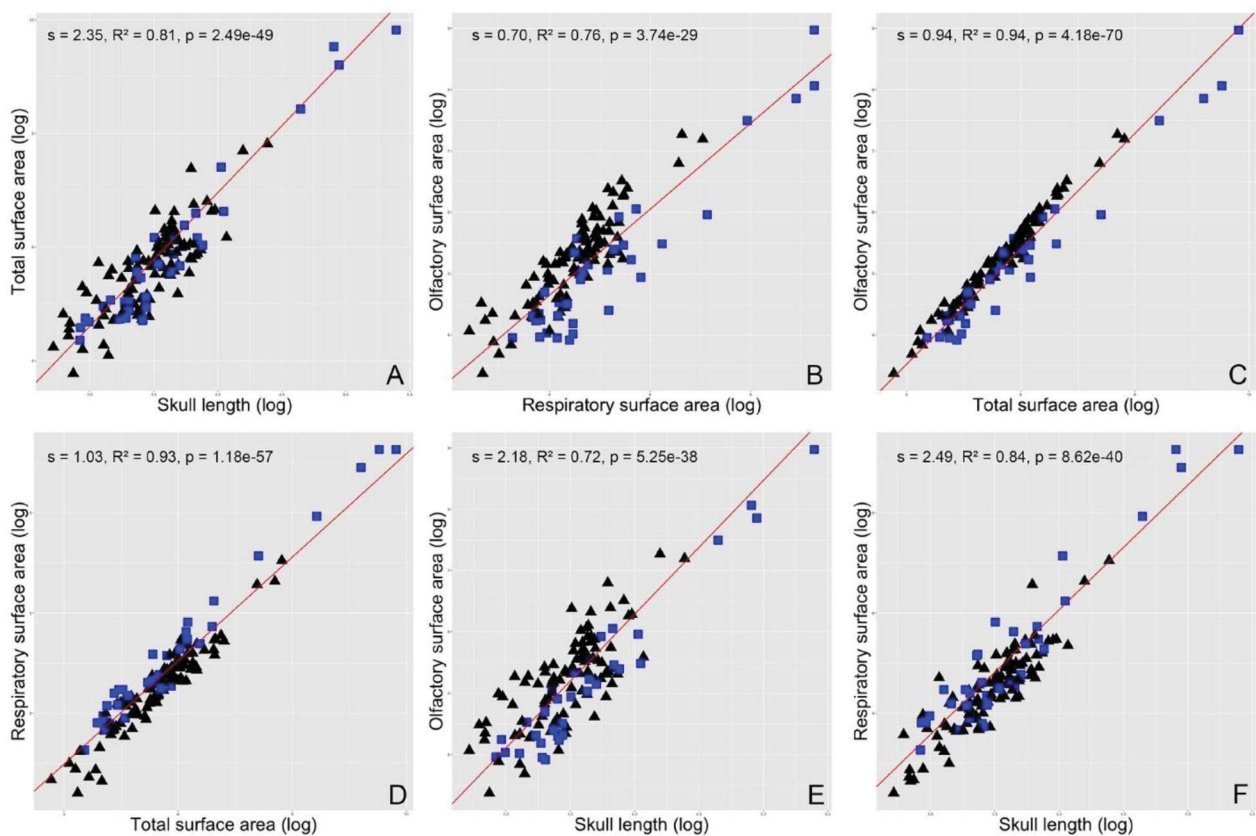 s = 2.35, R² = 0.81, p = 2.49e-49
Total surface area (log)
Skull length (log)
A
s = 0.70, R² = 0.76, p = 3.74e-29
Olfactory surface area (log)
Respiratory surface area (log)
B
s = 0.94, R² = 0.94, p = 4.18e-70
Olfactory surface area (log)
Total surface area (log)
C
s = 1.03, R² = 0.93, p = 1.18e-57
Respiratory surface area (log)
Total surface area (log)
D
s = 2.18, R² = 0.72, p = 5.25e-38
Olfactory surface area (log)
Skull length (log)
E
s = 2.49, R² = 0.84, p = 8.62e-40
Respiratory surface area (log)
Skull length (log)
F